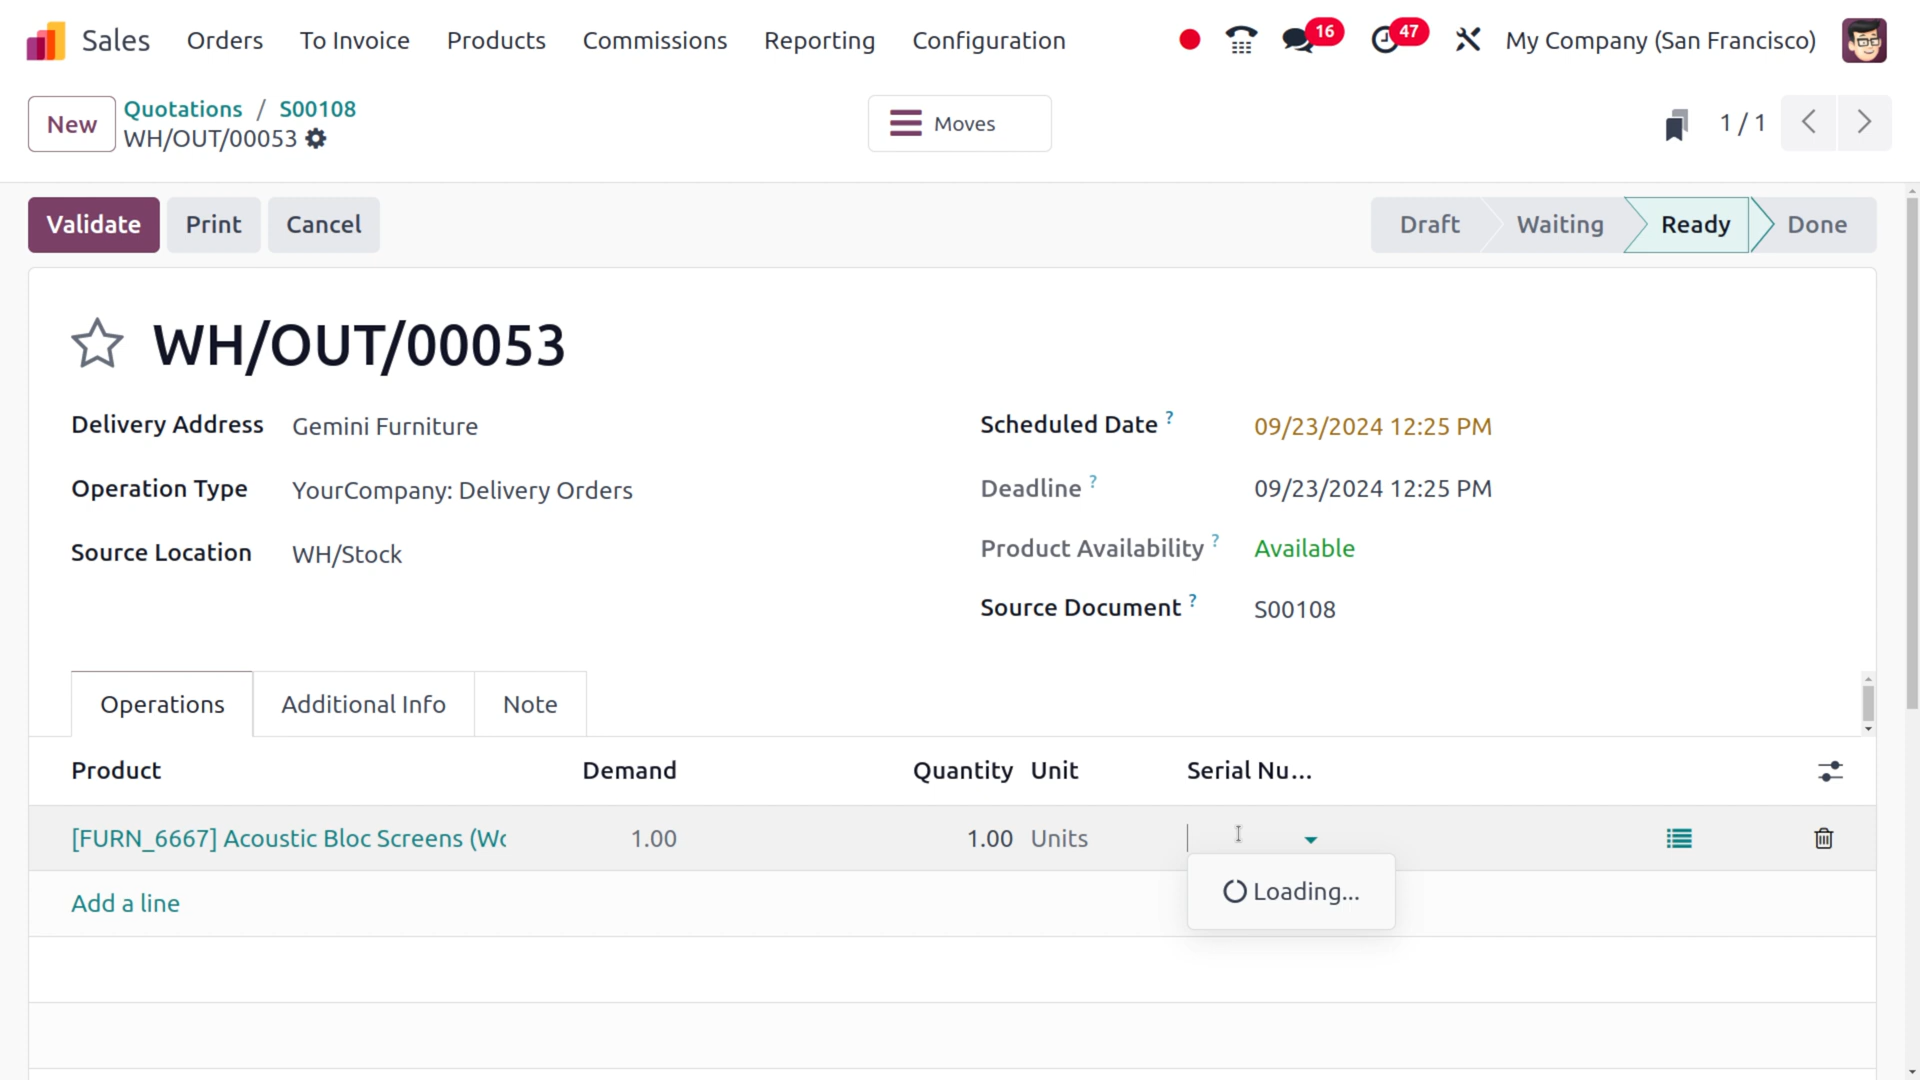 Sales Orders To Invoice Products Commissions Reporting Configuration 16 47 My Company (San Francisco)
New Quotations / S00108
WH/OUT/00053
Moves
1 / 1
Validate Print Cancel Draft Waiting Ready Done
WH/OUT/00053
Delivery Address Gemini Furniture Scheduled Date ? 09/23/2024 12:25 PM
Operation Type YourCompany: Delivery Orders Deadline ? 09/23/2024 12:25 PM
Source Location WH/Stock Product Availability ? Available
Source Document ? S00108
Operations Additional Info Note
Product Demand Quantity Unit Serial Nu...
[FURN_6667] Acoustic Bloc Screens (Wo 1.00 1.00 Units
Loading...
Add a line